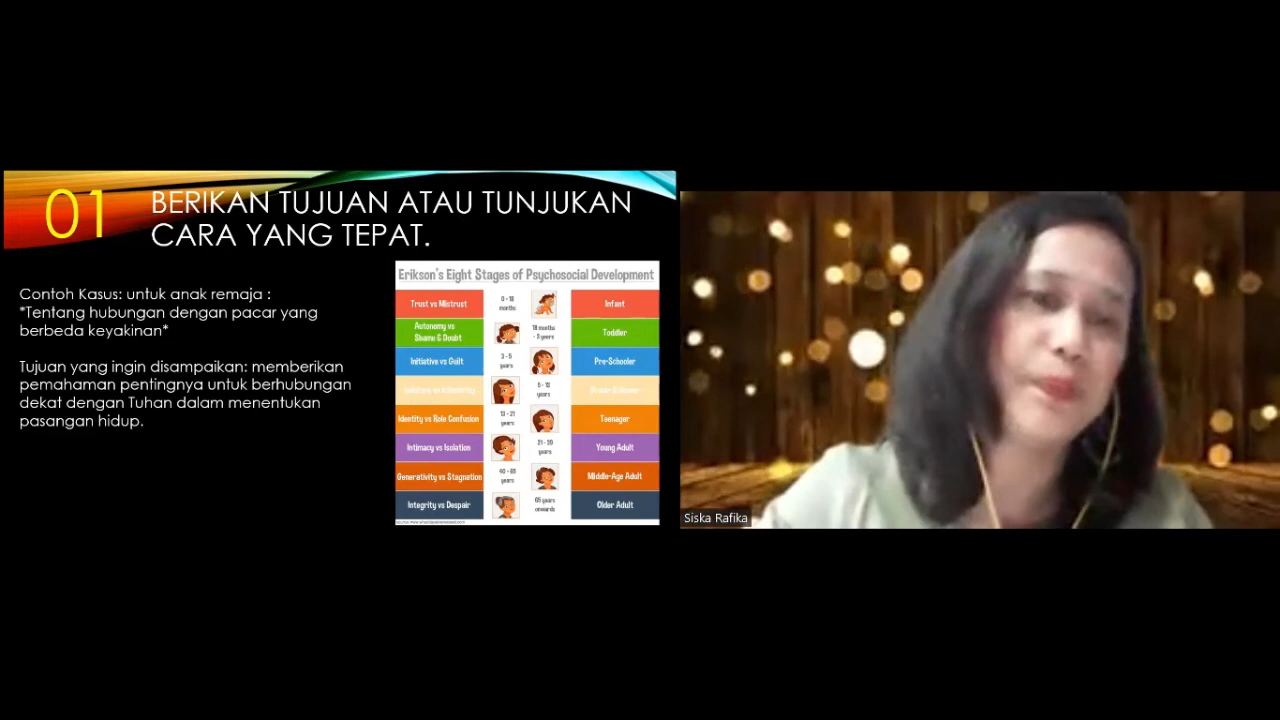 01
BERIKAN TUJUAN ATAU TUNJUKAN
CARA YANG TEPAT.
Contoh Kasus: untuk anak remaja :
*Tentang hubungan dengan pacar yang
berbeda keyakinan*
Tujuan yang ingin disampaikan: memberikan
pemahaman pentingnya untuk berhubungan
dekat dengan Tuhan dalam menentukan
pasangan hidup.
Erikson's Eight Stages of Psychosocial Development
Trust vs Mistrust
0 - 18
months
Infant
Autonomy vs
Shame & Doubt
18 months
- 3 years
Toddler
Initiative vs Guilt
3 - 5
years
Pre-Schooler
5 - 13
years
Identity vs Role Confusion
13 - 21
years
Teenager
Intimacy vs Isolation
21 - 39
years
Young Adult
Generativity vs Stagnation
40 - 65
years
Middle-Age Adult
Integrity vs Despair
65 years
onwards
Older Adult
Siska Rafika